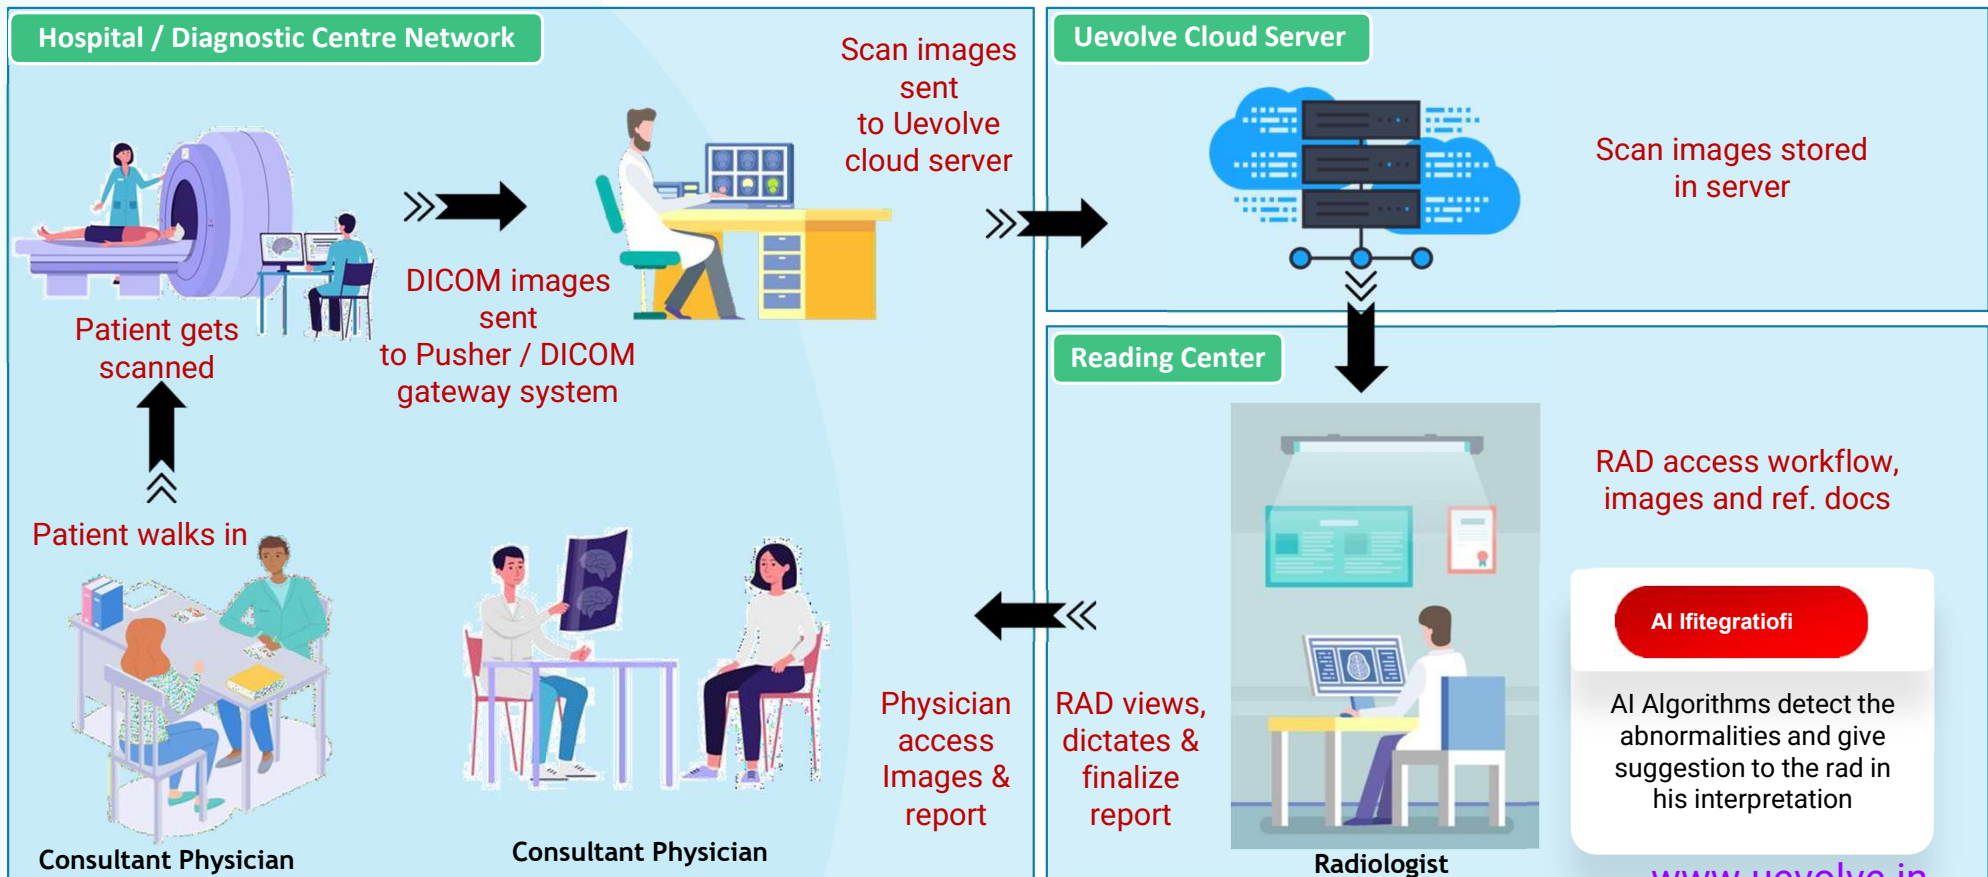 Hospital / Diagnostic Centre Network
Scan images
sent
to Uevolve
cloud server
Patient gets
scanned
DICOM images
sent
to Pusher / DICOM
gateway system
Patient walks in
Consultant Physician
Consultant Physician
Physician
access
Images &
report
Uevolve Cloud Server
Scan images stored
in server
Reading Center
RAD access workflow,
images and ref. docs
AI Ifitegratiofi
AI Algorithms detect the
abnormalities and give
suggestion to the rad in
his interpretation
RAD views,
dictates &
finalize
report
Radiologist
www.uevolve.in